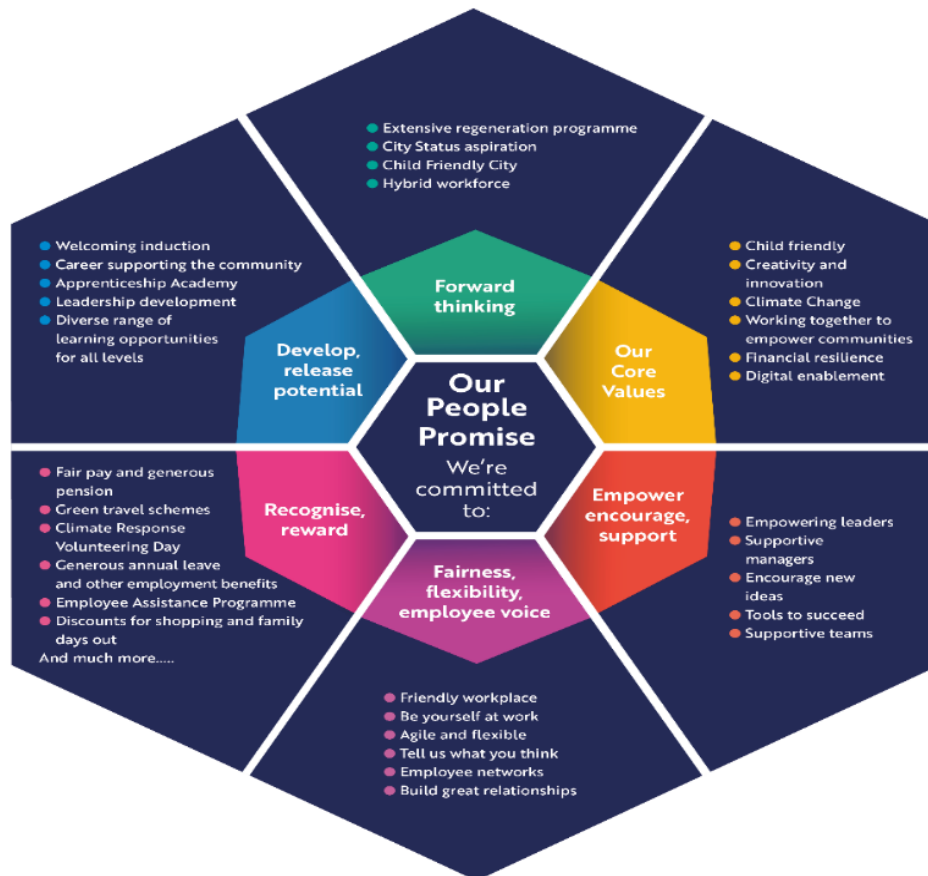 Our
People
Promise
We're
committed
to:
Forward
thinking
● Extensive regeneration programme
● City Status aspiration
● Child Friendly City
● Hybrid workforce
Our
Core
Values
● Child friendly
● Creativity and
innovation
● Climate Change
● Working together to
empower communities
● Financial resilience
● Digital enablement
Empower
encourage,
support
● Empowering leaders
● Supportive
managers
● Encourage new
ideas
● Tools to succeed
● Supportive teams
Fairness,
flexibility,
employee voice
● Friendly workplace
● Be yourself at work
● Agile and flexible
● Tell us what you think
● Employee networks
● Build great relationships
Recognise,
reward
● Fair pay and generous
pension
● Green travel schemes
● Climate Response
Volunteering Day
● Generous annual leave
and other employment benefits
● Employee Assistance Programme
● Discounts for shopping and family
days out
And much more.....
Develop,
release
potential
● Welcoming induction
● Career supporting the community
● Apprenticeship Academy
● Leadership development
● Diverse range of
learning opportunities
for all levels